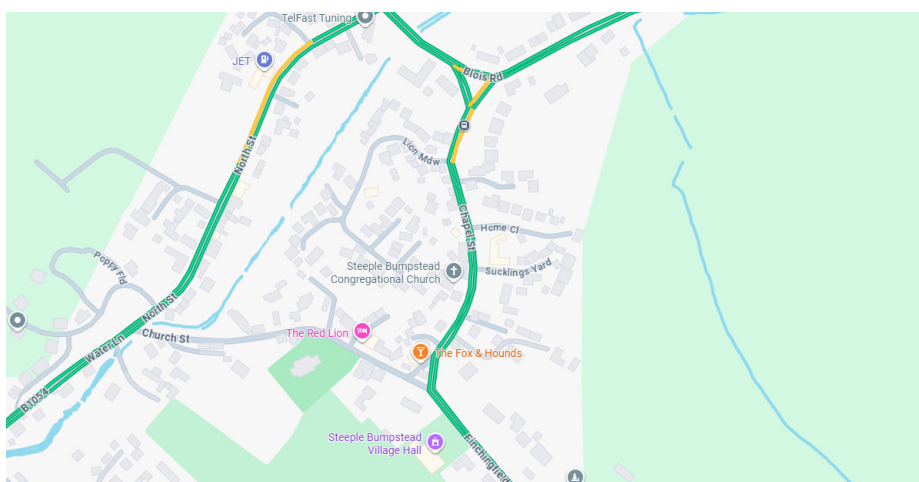 TelFast Tuning
JET
Blois Rd
North St
Lion Mdw
Chapel St
Home Cl
Steeple Bumpstead
Congregational Church
Sucklings Yard
Poppy Fld
North St
Church St
The Red Lion
Water Ln
The Fox & Hounds
B1054
Steeple Bumpstead
Village Hall